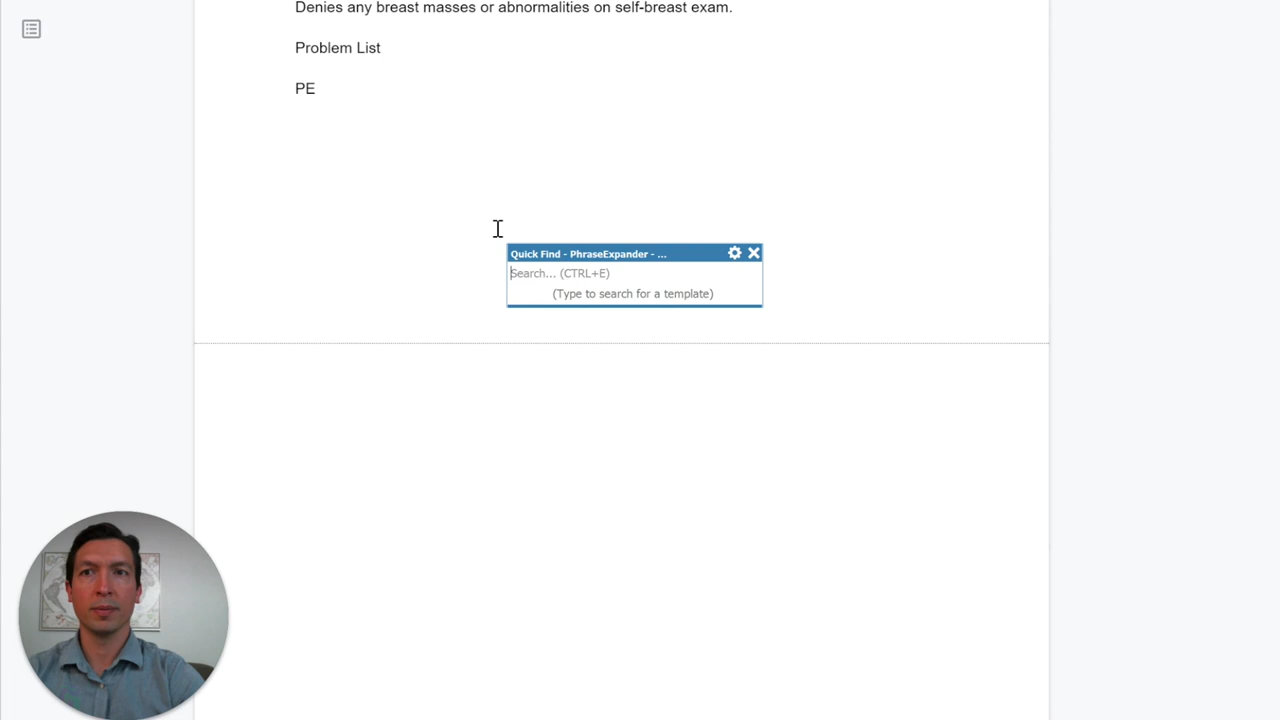 Denies any breast masses or abnormalities on self-breast exam.
Problem List
PE
Quick Find - PhraseExpander - ...
Search... (CTRL+E)
(Type to search for a template)